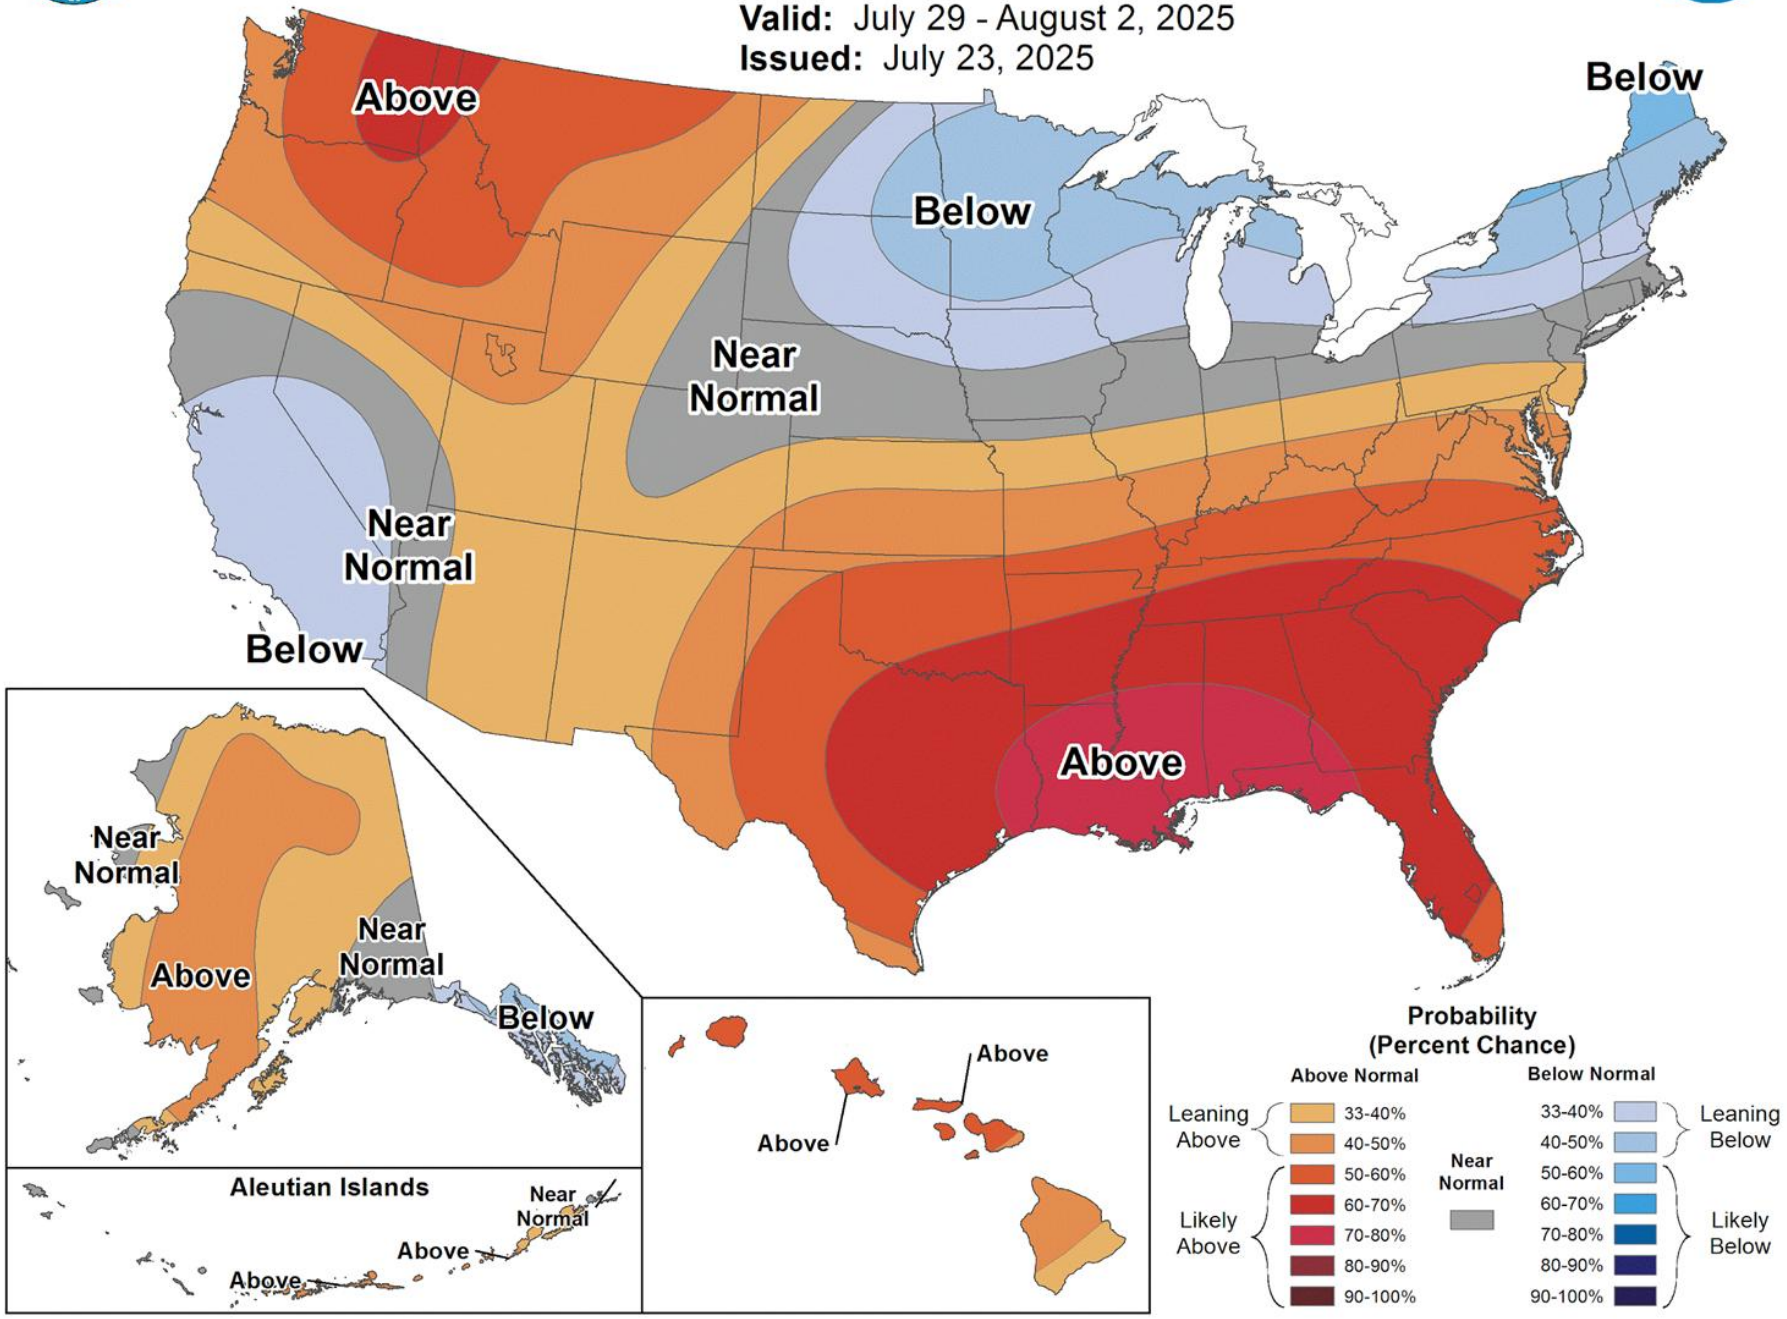 Valid: July 29 - August 2, 2025
Issued: July 23, 2025
Above
Below
Below
Near
Normal
Near
Normal
Below
Above
Near
Normal
Near
Normal
Above
Below
Aleutian Islands
Near
Normal
Above
Above
Above
Above
Probability
(Percent Chance)
Above Normal
Below Normal
Leaning
Above
33-40%
40-50%
Likely
Above
50-60%
60-70%
70-80%
80-90%
90-100%
Near
Normal
33-40%
40-50%
Leaning
Below
50-60%
60-70%
70-80%
80-90%
90-100%
Likely
Below